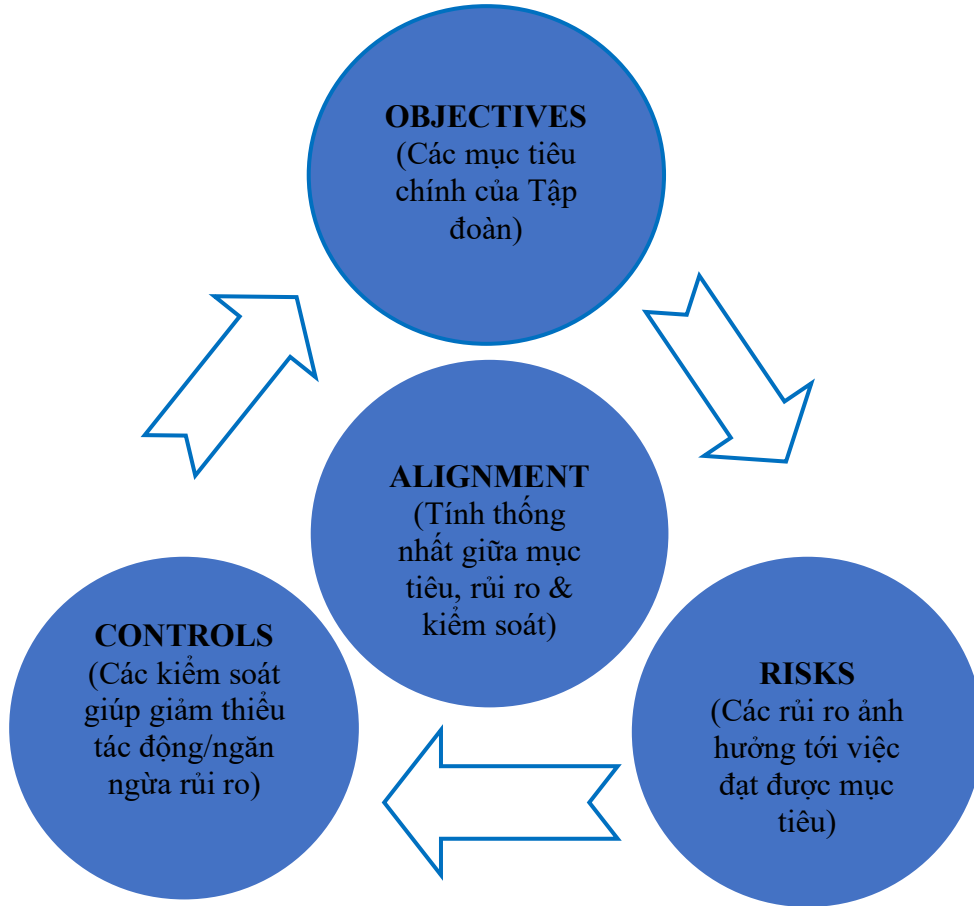 OBJECTIVES
(Các mục tiêu
chính của Tập
đoàn)
ALIGNMENT
(Tính thống
nhất giữa mục
tiêu, rủi ro &
kiểm soát)
CONTROLS
(Các kiểm soát
giúp giảm thiểu
tác động/ngăn
ngừa rủi ro)
RISKS
(Các rủi ro ảnh
hưởng tới việc
đạt được mục
tiêu)